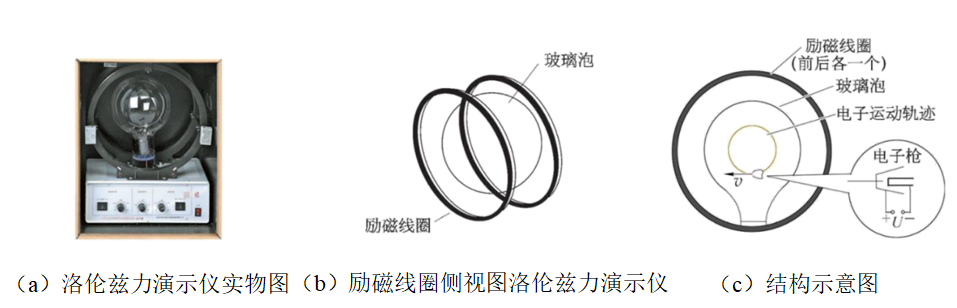 玻璃泡
励磁线圈
励磁线圈
(前后各一个)
玻璃泡
电子运动轨迹
电子枪
v
+ U −
（a）洛伦兹力演示仪实物图（b）励磁线圈侧视图洛伦兹力演示仪 （c）结构示意图